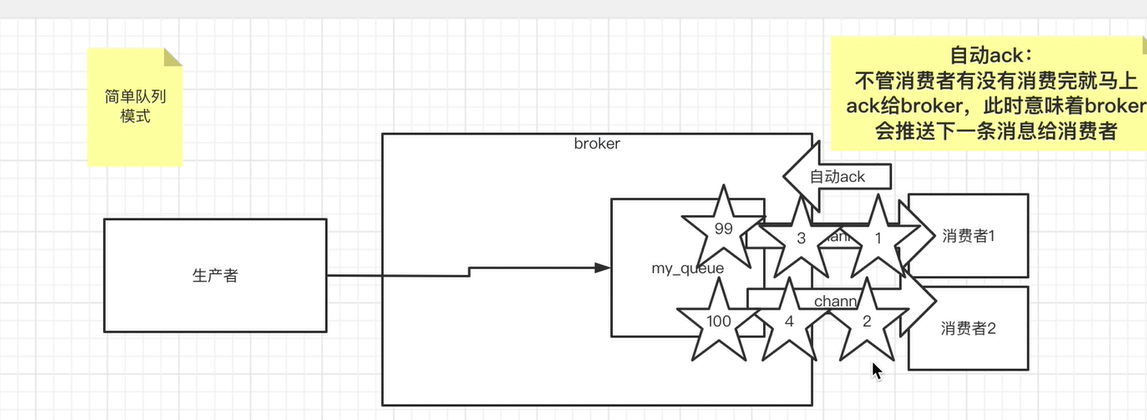 简单队列
模式
自动ack：
不管消费者有没有消费完就马上
ack给broker，此时意味着broker
会推送下一条消息给消费者
broker
自动ack
生产者
my_queue
99
3
1
消费者1
chann
100
4
2
消费者2